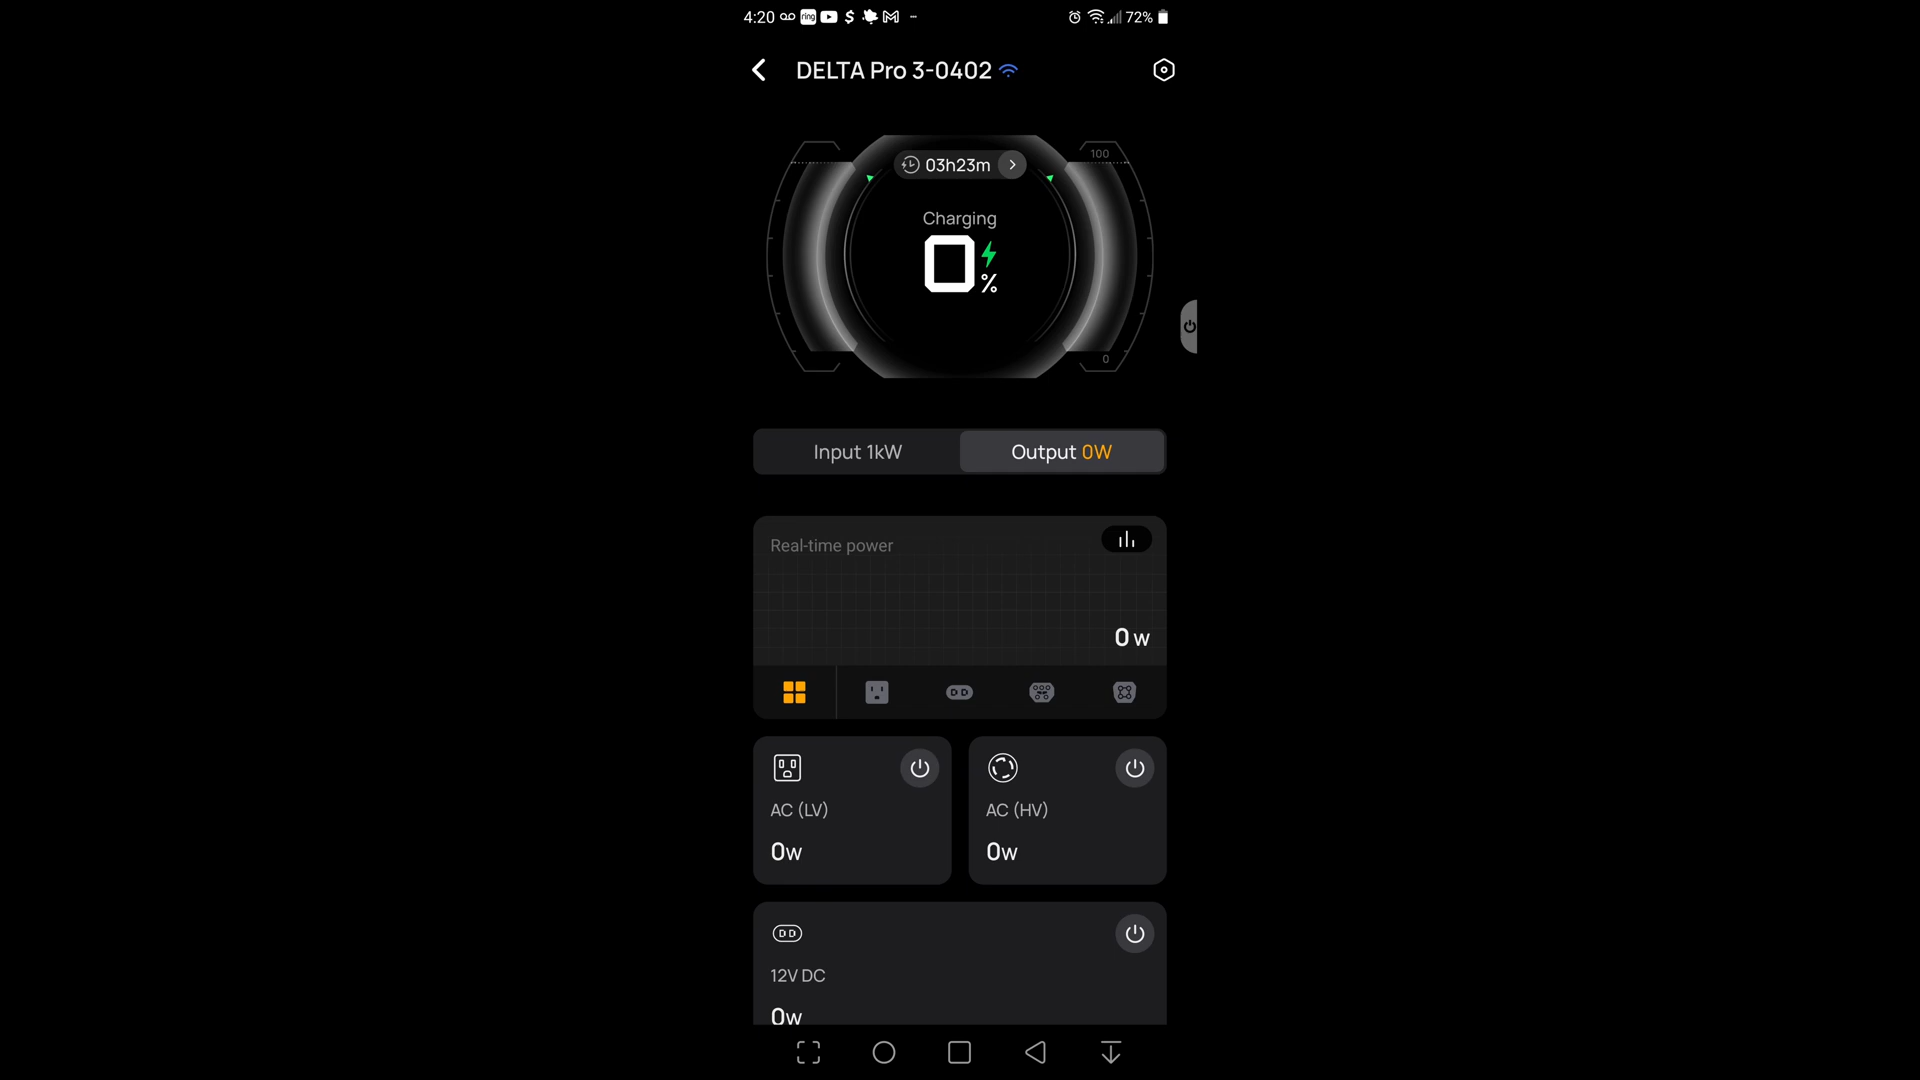 4:20 ring $ 72%
DELTA Pro 3-0402
100
03h23m
Charging
0%
0
Input 1kW Output 0W
Real-time power
0 W
AC (LV) AC (HV)
0W 0W
12V DC
0W